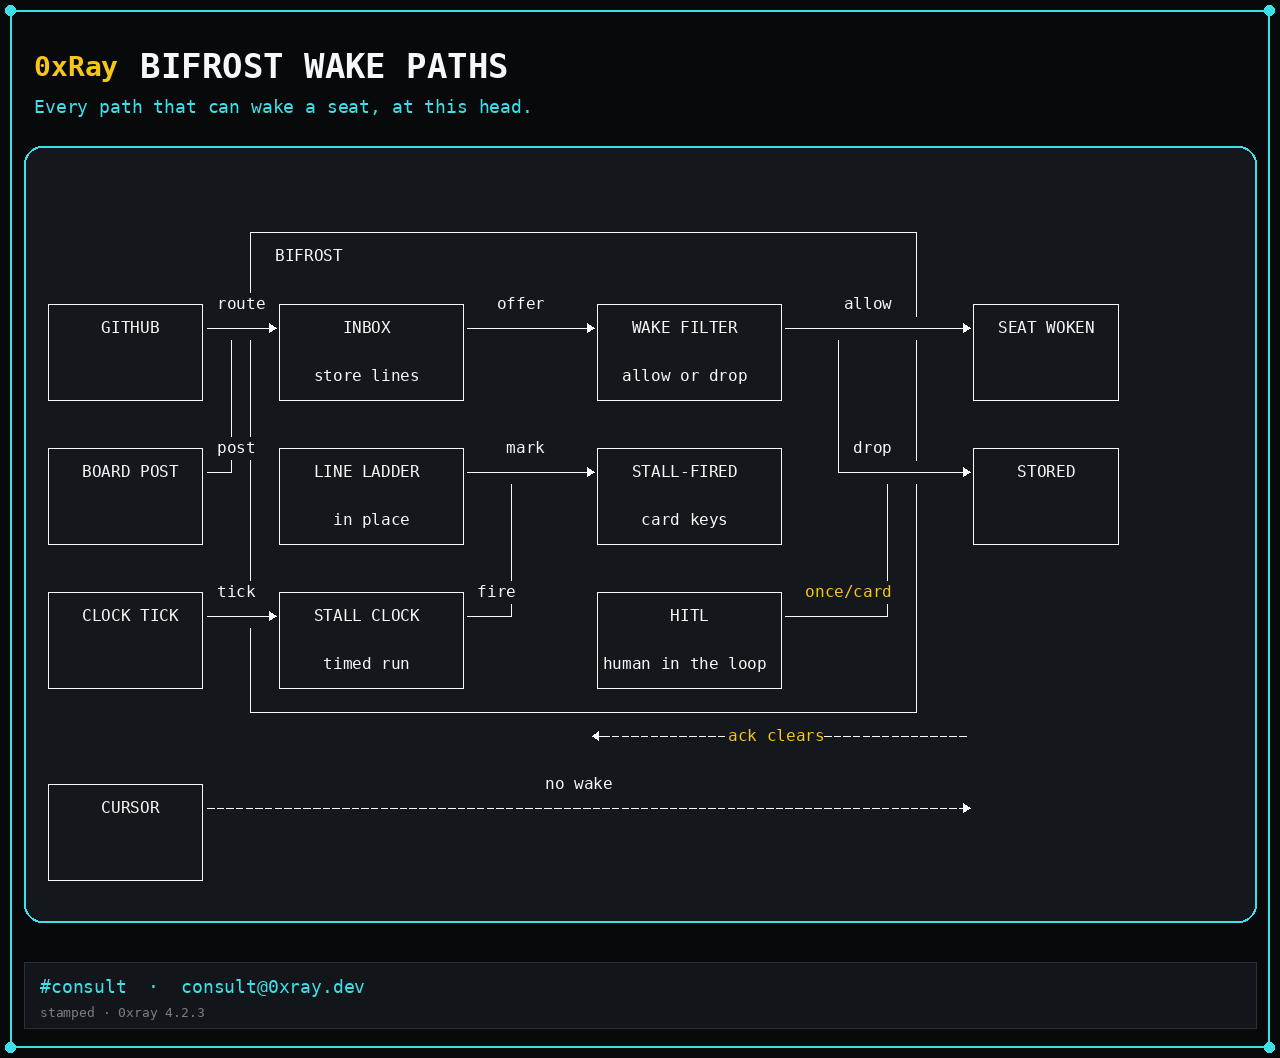 0xRay BIFROST WAKE PATHS
Every path that can wake a seat, at this head.
BIFROST
route offer allow
GITHUB INBOX WAKE FILTER SEAT WOKEN
store lines allow or drop
post mark drop
BOARD POST LINE LADDER STALL-FIRED STORED
in place card keys
tick fire once/card
CLOCK TICK STALL CLOCK HITL
timed run human in the loop
ack clears
no wake
CURSOR
#consult · consult@0xray.dev
stamped · 0xray 4.2.3